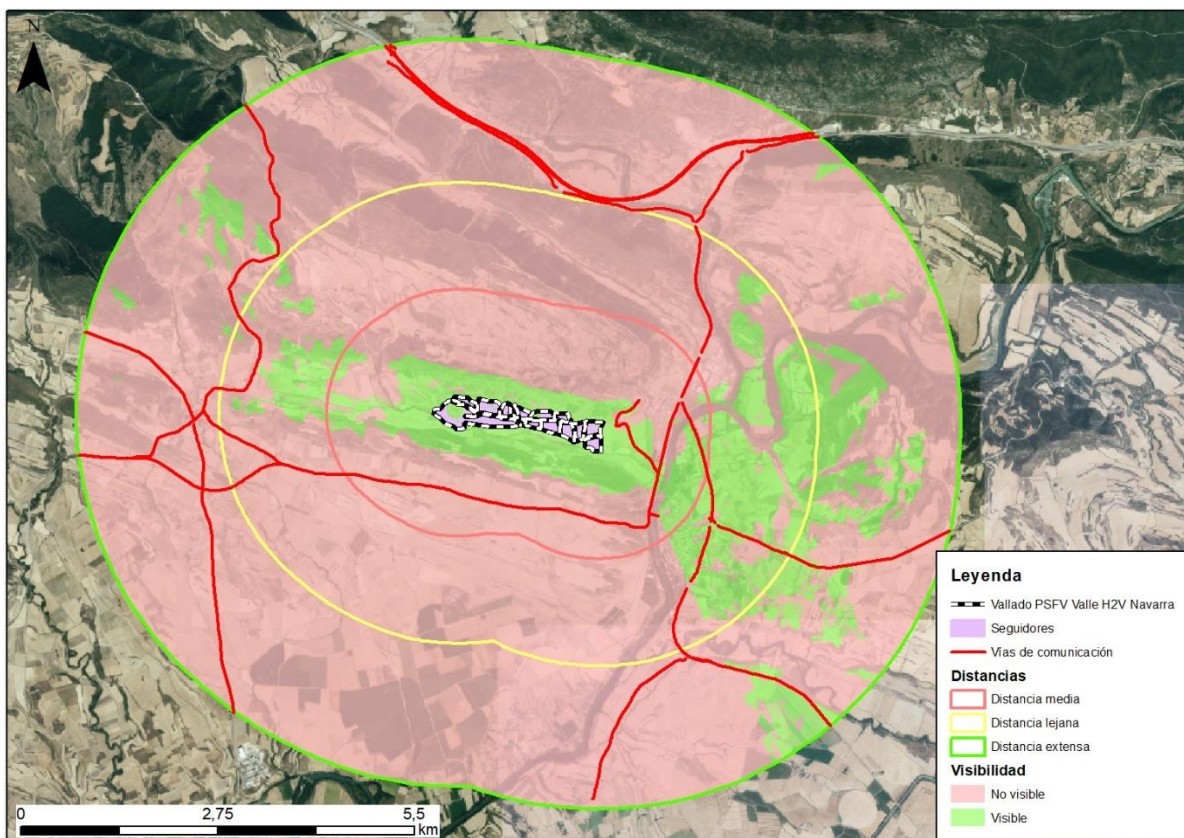 N
Leyenda
Vallado PSFV Valle H2V Navarra
Seguidores
Vías de comunicación
Distancias
Distancia media
Distancia lejana
Distancia extensa
Visibilidad
No visible
Visible
0 2,75 5,5
km